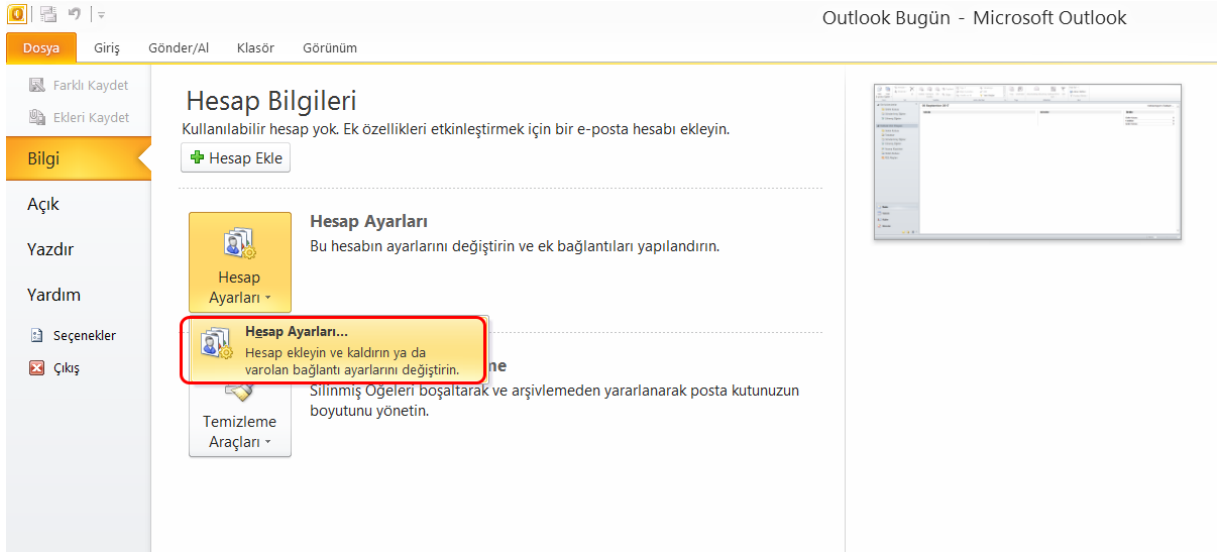 Outlook Bugün - Microsoft Outlook
Dosya Giriş Gönder/Al Klasör Görünüm
Farklı Kaydet
Ekleri Kaydet
Bilgi
Açık
Yazdır
Yardım
Seçenekler
Çıkış
Hesap Bilgileri
Kullanılabilir hesap yok. Ek özellikleri etkinleştirmek için bir e-posta hesabı ekleyin.
Hesap Ekle
Hesap
Ayarları
Hesap Ayarları
Bu hesabın ayarlarını değiştirin ve ek bağlantıları yapılandırın.
Hesap Ayarları...
Hesap ekleyin ve kaldırın ya da
varolan bağlantı ayarlarını değiştirin.
me
Silinmiş Öğeleri boşaltarak ve arşivlemeden yararlanarak posta kutunuzun
boyutunu yönetin.
Temizleme
Araçları